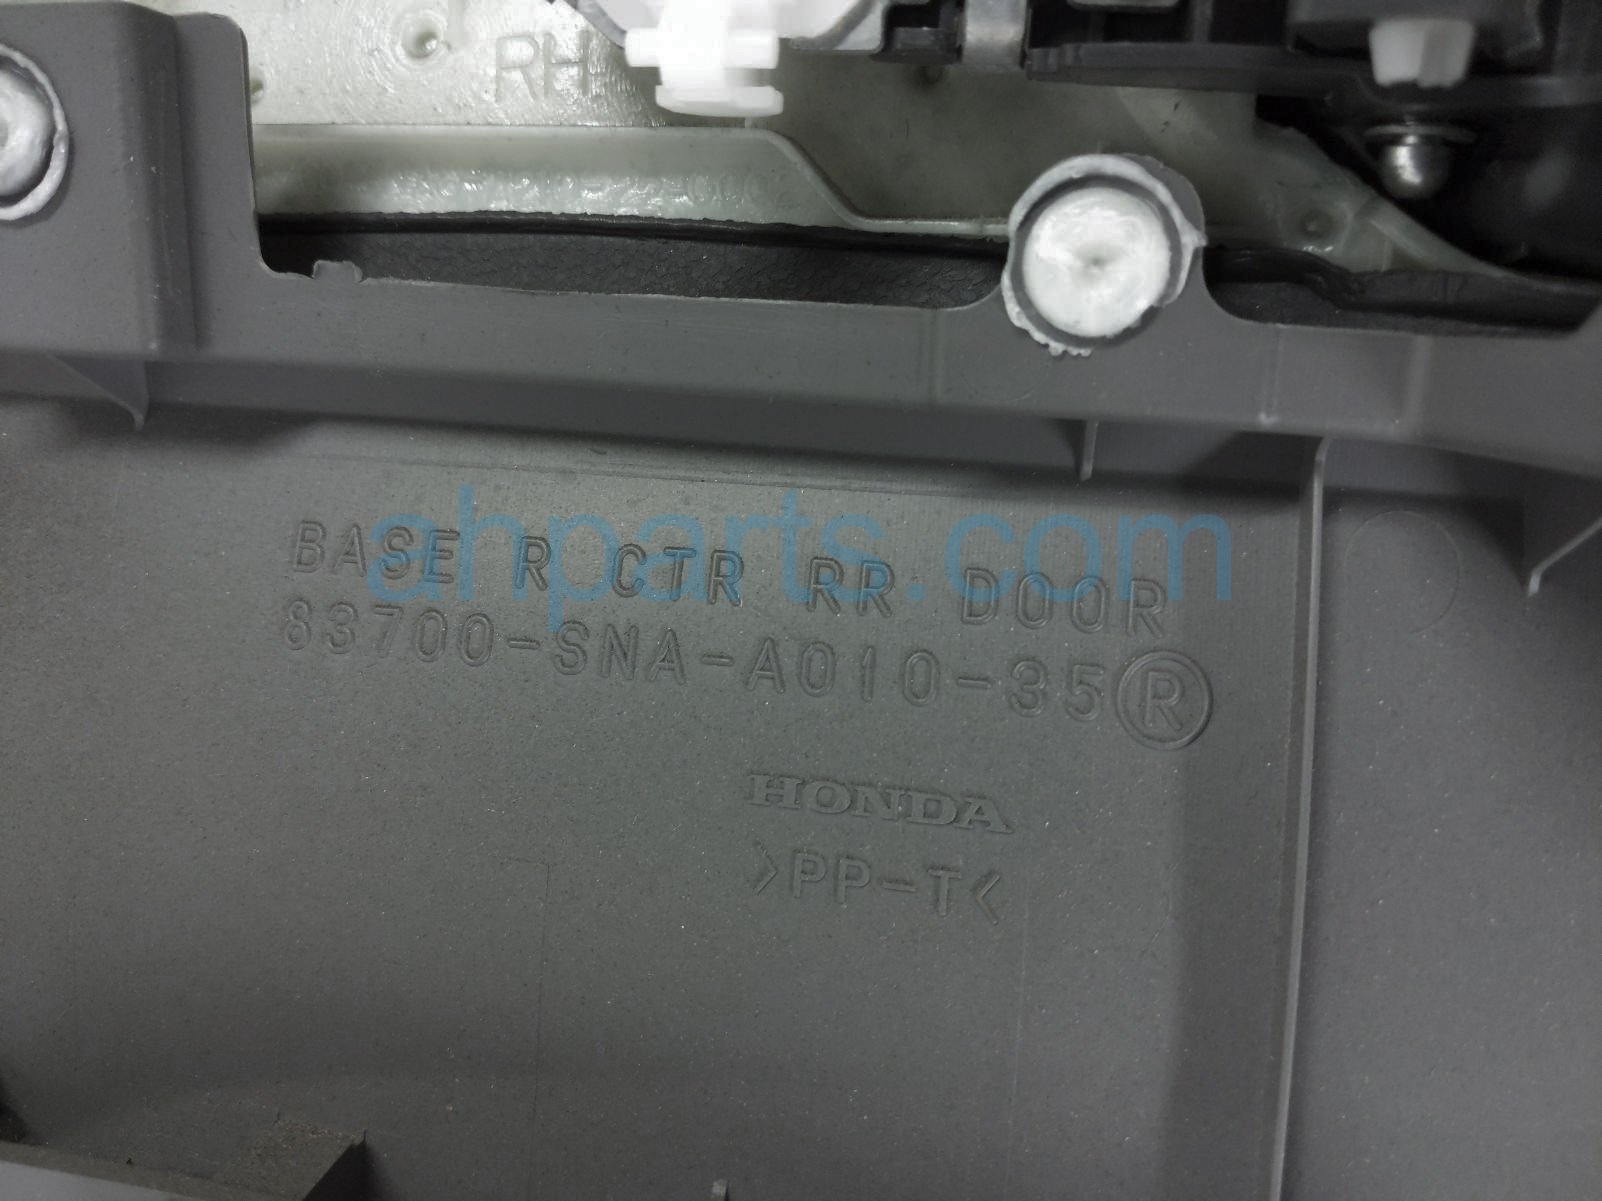 RH
BASE R CTR RR DOOR
83700-SNA-A010-35 Ⓡ
HONDA
>PP-T<
ahparts.com